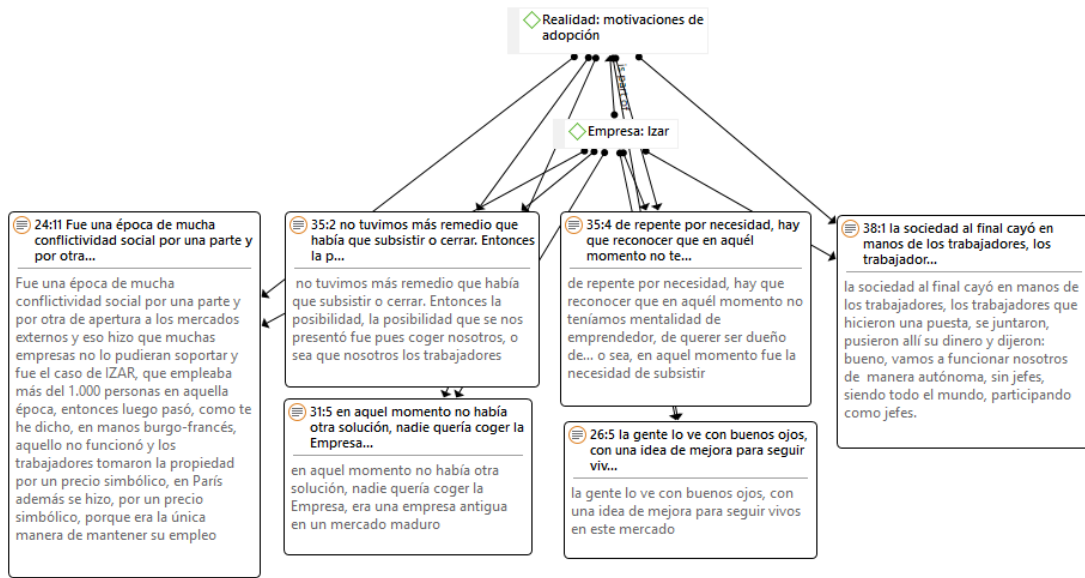 Realidad: motivaciones de
adopción
is part of
Empresa: Izar
24:11 Fue una época de mucha
conflictividad social por una parte y
por otra...
Fue una época de mucha
conflictividad social por una parte y
por otra de apertura a los mercados
externos y eso hizo que muchas
empresas no lo pudieran soportar y
fue el caso de IZAR, que empleaba
más del 1.000 personas en aquella
época, entonces luego pasó, como te
he dicho, en manos burgo-francés,
aquello no funcionó y los
trabajadores tomaron la propiedad
por un precio simbólico, en París
además se hizo, por un precio
simbólico, porque era la única
manera de mantener su empleo
35:2 no tuvimos más remedio que
había que subsistir o cerrar. Entonces
la p...
no tuvimos más remedio que había
que subsistir o cerrar. Entonces la
posibilidad, la posibilidad que se nos
presentó fue pues coger nosotros, o
sea que nosotros los trabajadores
31:5 en aquel momento no había
otra solución, nadie quería coger la
Empresa...
en aquel momento no había otra
solución, nadie quería coger la
Empresa, era una empresa antigua
en un mercado maduro
35:4 de repente por necesidad, hay
que reconocer que en aquél
momento no te...
de repente por necesidad, hay que
reconocer que en aquél momento no
teníamos mentalidad de
emprendedor, de querer ser dueño
de... o sea, en aquel momento fue la
necesidad de subsistir
26:5 la gente lo ve con buenos ojos,
con una idea de mejora para seguir
viv...
la gente lo ve con buenos ojos, con
una idea de mejora para seguir vivos
en este mercado
38:1 la sociedad al final cayó en
manos de los trabajadores, los
trabajador...
la sociedad al final cayó en manos de
los trabajadores, los trabajadores que
hicieron una puesta, se juntaron,
pusieron allí su dinero y dijeron:
bueno, vamos a funcionar nosotros
de manera autónoma, sin jefes,
siendo todo el mundo, participando
como jefes.